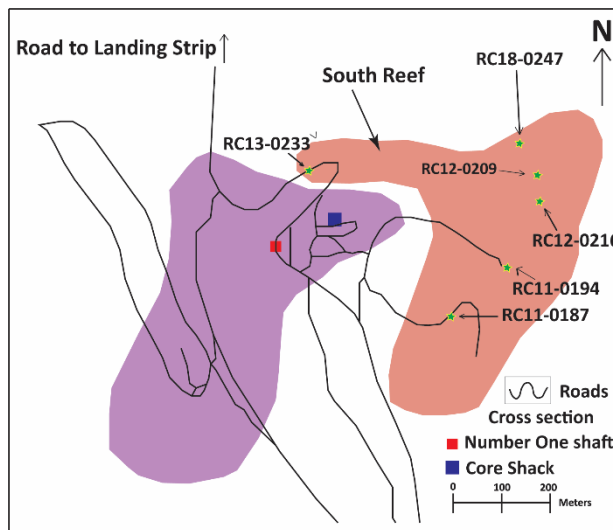 Road to Landing Strip
N
South Reef
RC18-0247
RC13-0233
RC12-0209
RC12-0216
RC11-0194
RC11-0187
Roads
Cross section
Number One shaft
Core Shack
0 100 200
Meters